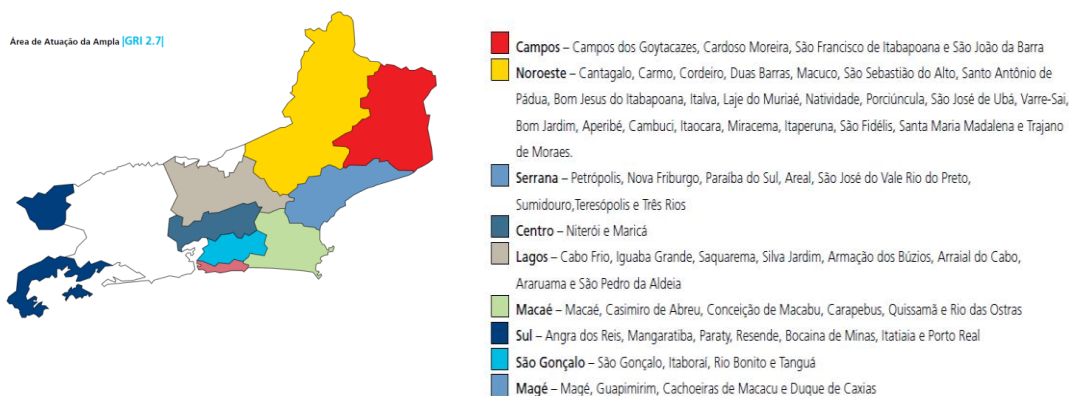 Área de Atuação da Ampla |GRI 2.7|
Campos – Campos dos Goytacazes, Cardoso Moreira, São Francisco de Itabapoana e São João da Barra
Noroeste – Cantagalo, Carmo, Cordeiro, Duas Barras, Macuco, São Sebastião do Alto, Santo Antônio de
Pádua, Bom Jesus do Itabapoana, Italva, Laje do Muriaé, Natividade, Porciúncula, São José de Ubá, Varre-Sai,
Bom Jardim, Aperibé, Cambuci, Itaocara, Miracema, Itaperuna, São Fidélis, Santa Maria Madalena e Trajano
de Moraes.
Serrana – Petrópolis, Nova Friburgo, Paraíba do Sul, Areal, São José do Vale Rio do Preto,
Sumidouro,Teresópolis e Três Rios
Centro – Niterói e Maricá
Lagos – Cabo Frio, Iguaba Grande, Saquarema, Silva Jardim, Armação dos Búzios, Arraial do Cabo,
Araruama e São Pedro da Aldeia
Macaé – Macaé, Casimiro de Abreu, Conceição de Macabu, Carapebus, Quissamã e Rio das Ostras
Sul – Angra dos Reis, Mangaratiba, Paraty, Resende, Bocaina de Minas, Itatiaia e Porto Real
São Gonçalo – São Gonçalo, Itaboraí, Rio Bonito e Tanguá
Magé – Magé, Guapimirim, Cachoeiras de Macacu e Duque de Caxias